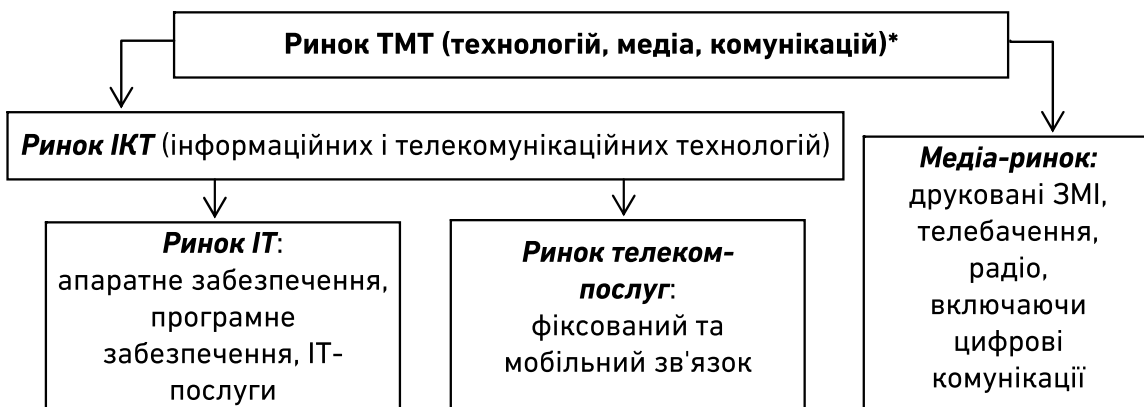 Ринок ТМТ (технологій, медіа, комунікацій)*
Ринок ІКТ (інформаційних і телекомунікаційних технологій)
Ринок ІТ:
апаратне забезпечення,
програмне
забезпечення, ІТ-
послуги
Ринок телеком-
послуг:
фіксований та
мобільний зв'язок
Медіа-ринок:
друковані ЗМІ,
телебачення,
радіо,
включаючи
цифрові
комунікації